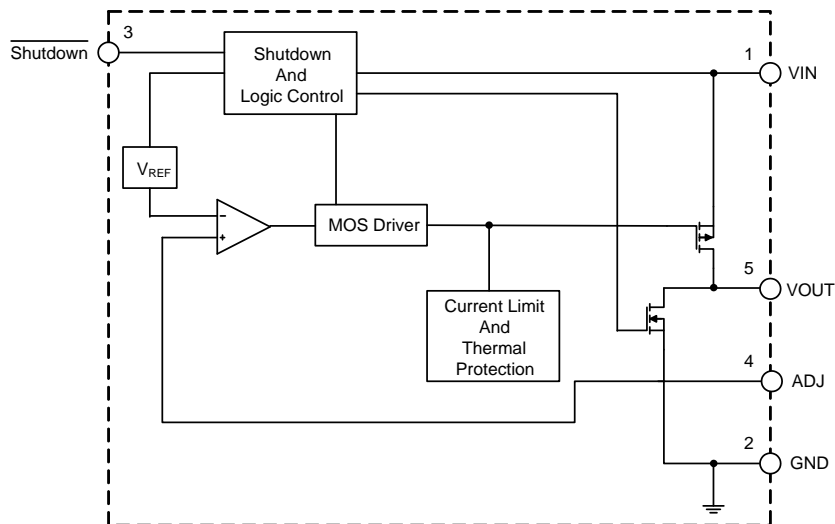 3
Shutdown
Shutdown
And
Logic Control
1
VIN
VREF
MOS Driver
5
VOUT
Current Limit
And
Thermal
Protection
4
ADJ
2
GND